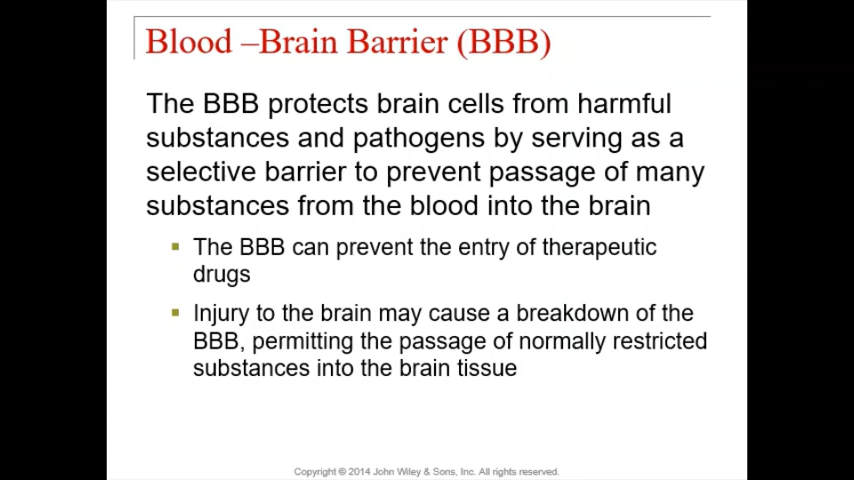 Blood –Brain Barrier (BBB)
The BBB protects brain cells from harmful
substances and pathogens by serving as a
selective barrier to prevent passage of many
substances from the blood into the brain
The BBB can prevent the entry of therapeutic
drugs
Injury to the brain may cause a breakdown of the
BBB, permitting the passage of normally restricted
substances into the brain tissue
Copyright © 2014 John Wiley & Sons, Inc. All rights reserved.